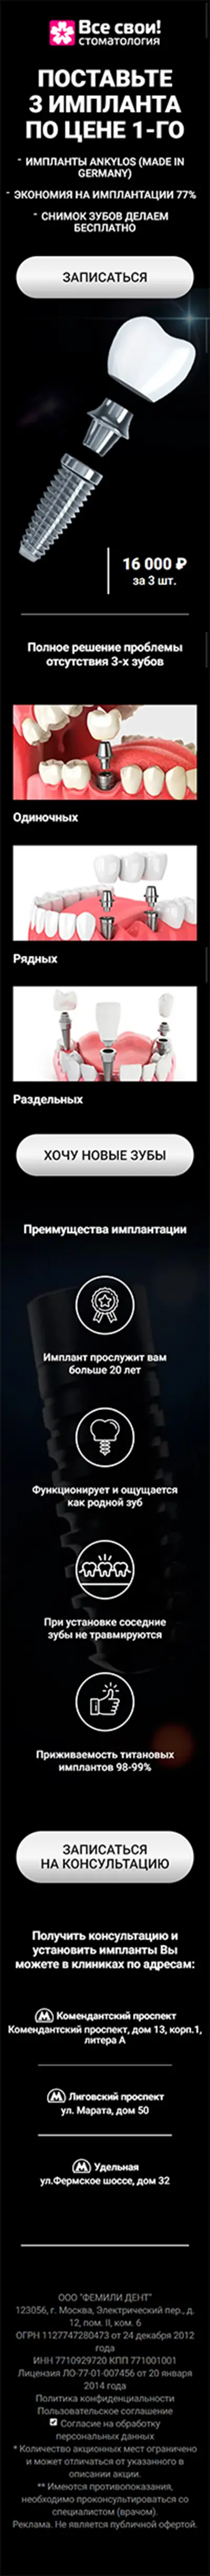 Все свои!
стоматология
ПОСТАВЬТЕ
3 ИМПЛАНТА
ПО ЦЕНЕ 1-ГО
- ИМПЛАНТЫ ANKYLOS (MADE IN
GERMANY)
- ЭКОНОМИЯ НА ИМПЛАНТАЦИИ 77%
- СНИМОК ЗУБОВ ДЕЛАЕМ
БЕСПЛАТНО
ЗАПИСАТЬСЯ
16 000 ₽
за 3 шт.
Полное решение проблемы
отсутствия 3-х зубов
Одиночных
Рядных
Раздельных
ХОЧУ НОВЫЕ ЗУБЫ
Преимущества имплантации
Имплант прослужит вам
больше 20 лет
Функционирует и ощущается
как родной зуб
При установке соседние
зубы не травмируются
Приживаемость титановых
имплантов 98-99%
ЗАПИСАТЬСЯ
НА КОНСУЛЬТАЦИЮ
Получить консультацию и
установить импланты Вы
можете в клиниках по адресам:
Комендантский проспект
Комендантский проспект, дом 13, корп.1,
литера А
Лиговский проспект
ул. Марата, дом 50
Удельная
ул.Фермское шоссе, дом 32
ООО "ФЕМИЛИ ДЕНТ"
123056, г. Москва, Электрический пер., д.
12, пом. II, ком. 6
ОГРН 1127747280473 от 24 декабря 2012
года
ИНН 7710929720 КПП 771001001
Лицензия ЛО-77-01-007456 от 20 января
2014 года
Политика конфиденциальности
Пользовательское соглашение
Согласие на обработку
персональных данных
* Количество акционных мест ограничено
и может отличаться от указанного в
описании акции.
** Имеются противопоказания,
необходимо проконсультироваться со
специалистом (врачом).
Реклама. Не является публичной офертой.